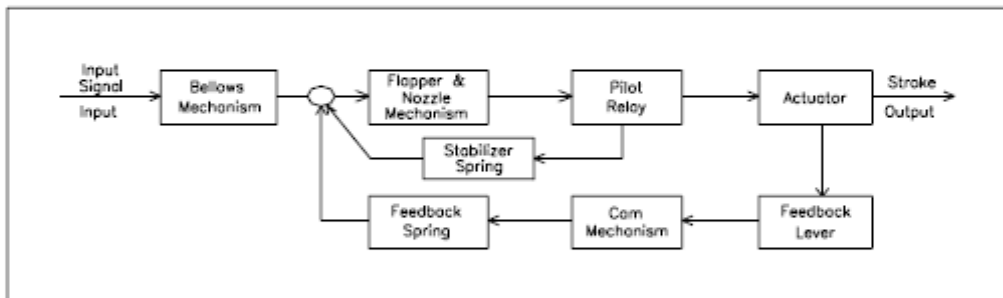 Input
Signal
Input
Bellows
Mechanism
Flapper &
Nozzle
Mechanism
Pilot
Relay
Actuator
Stroke
Output
Stabilizer
Spring
Feedback
Spring
Cam
Mechanism
Feedback
Lever